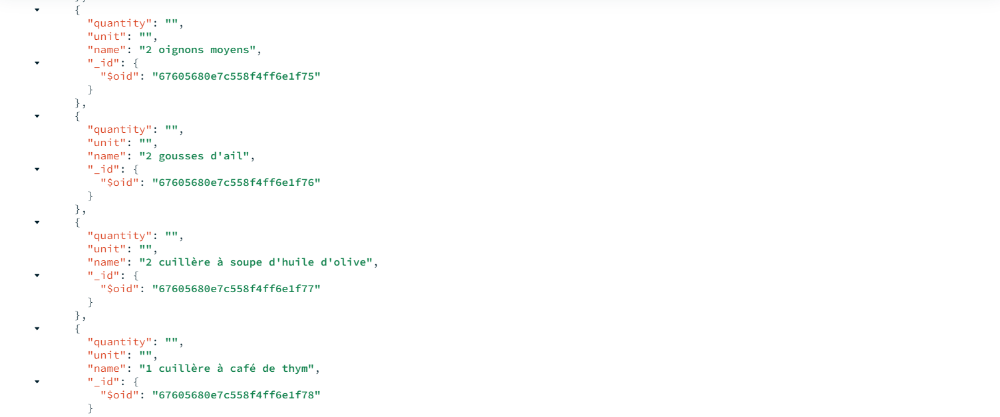 {
"quantity": "",
"unit": "",
"name": "2 oignons moyens",
"_id": {
"$oid": "67605680e7c558f4ff6e1f75"
}
},
{
"quantity": "",
"unit": "",
"name": "2 gousses d'ail",
"_id": {
"$oid": "67605680e7c558f4ff6e1f76"
}
},
{
"quantity": "",
"unit": "",
"name": "2 cuillère à soupe d'huile d'olive",
"_id": {
"$oid": "67605680e7c558f4ff6e1f77"
}
},
{
"quantity": "",
"unit": "",
"name": "1 cuillère à café de thym",
"_id": {
"$oid": "67605680e7c558f4ff6e1f78"
}